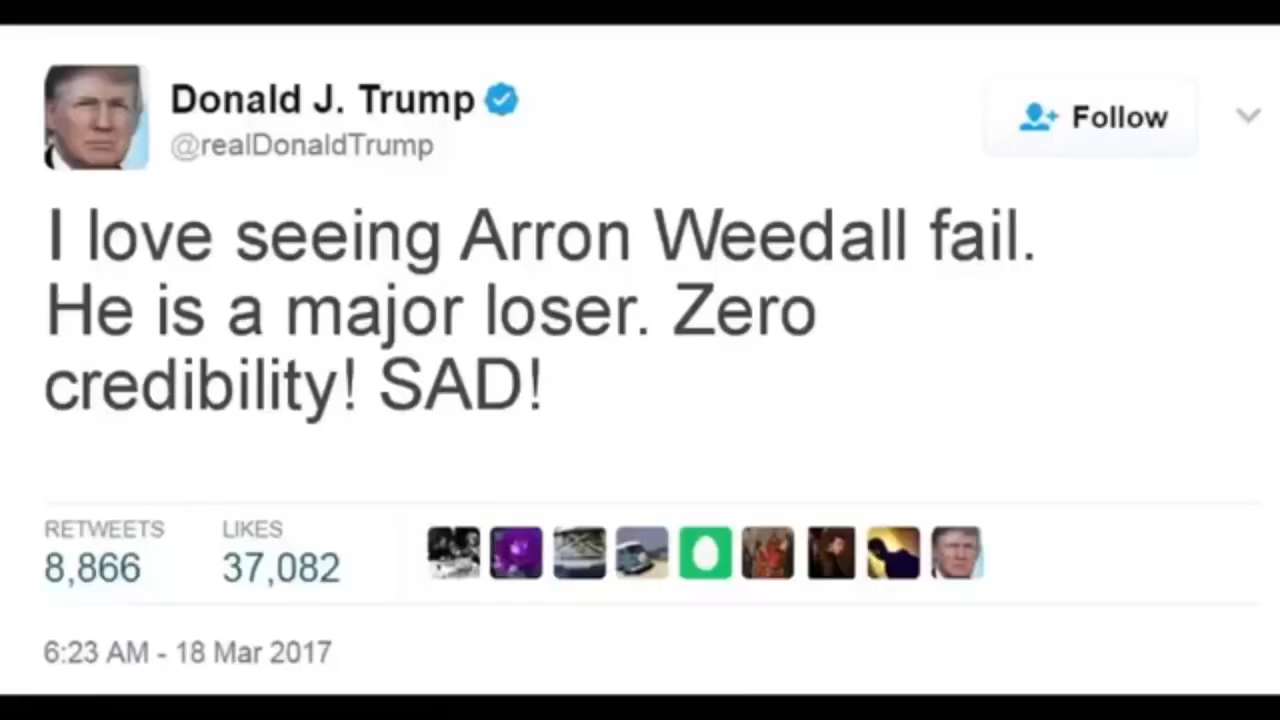 Donald J. Trump
@realDonaldTrump
Follow
I love seeing Arron Weedall fail.
He is a major loser. Zero
credibility! SAD!
RETWEETS LIKES
8,866 37,082
6:23 AM - 18 Mar 2017